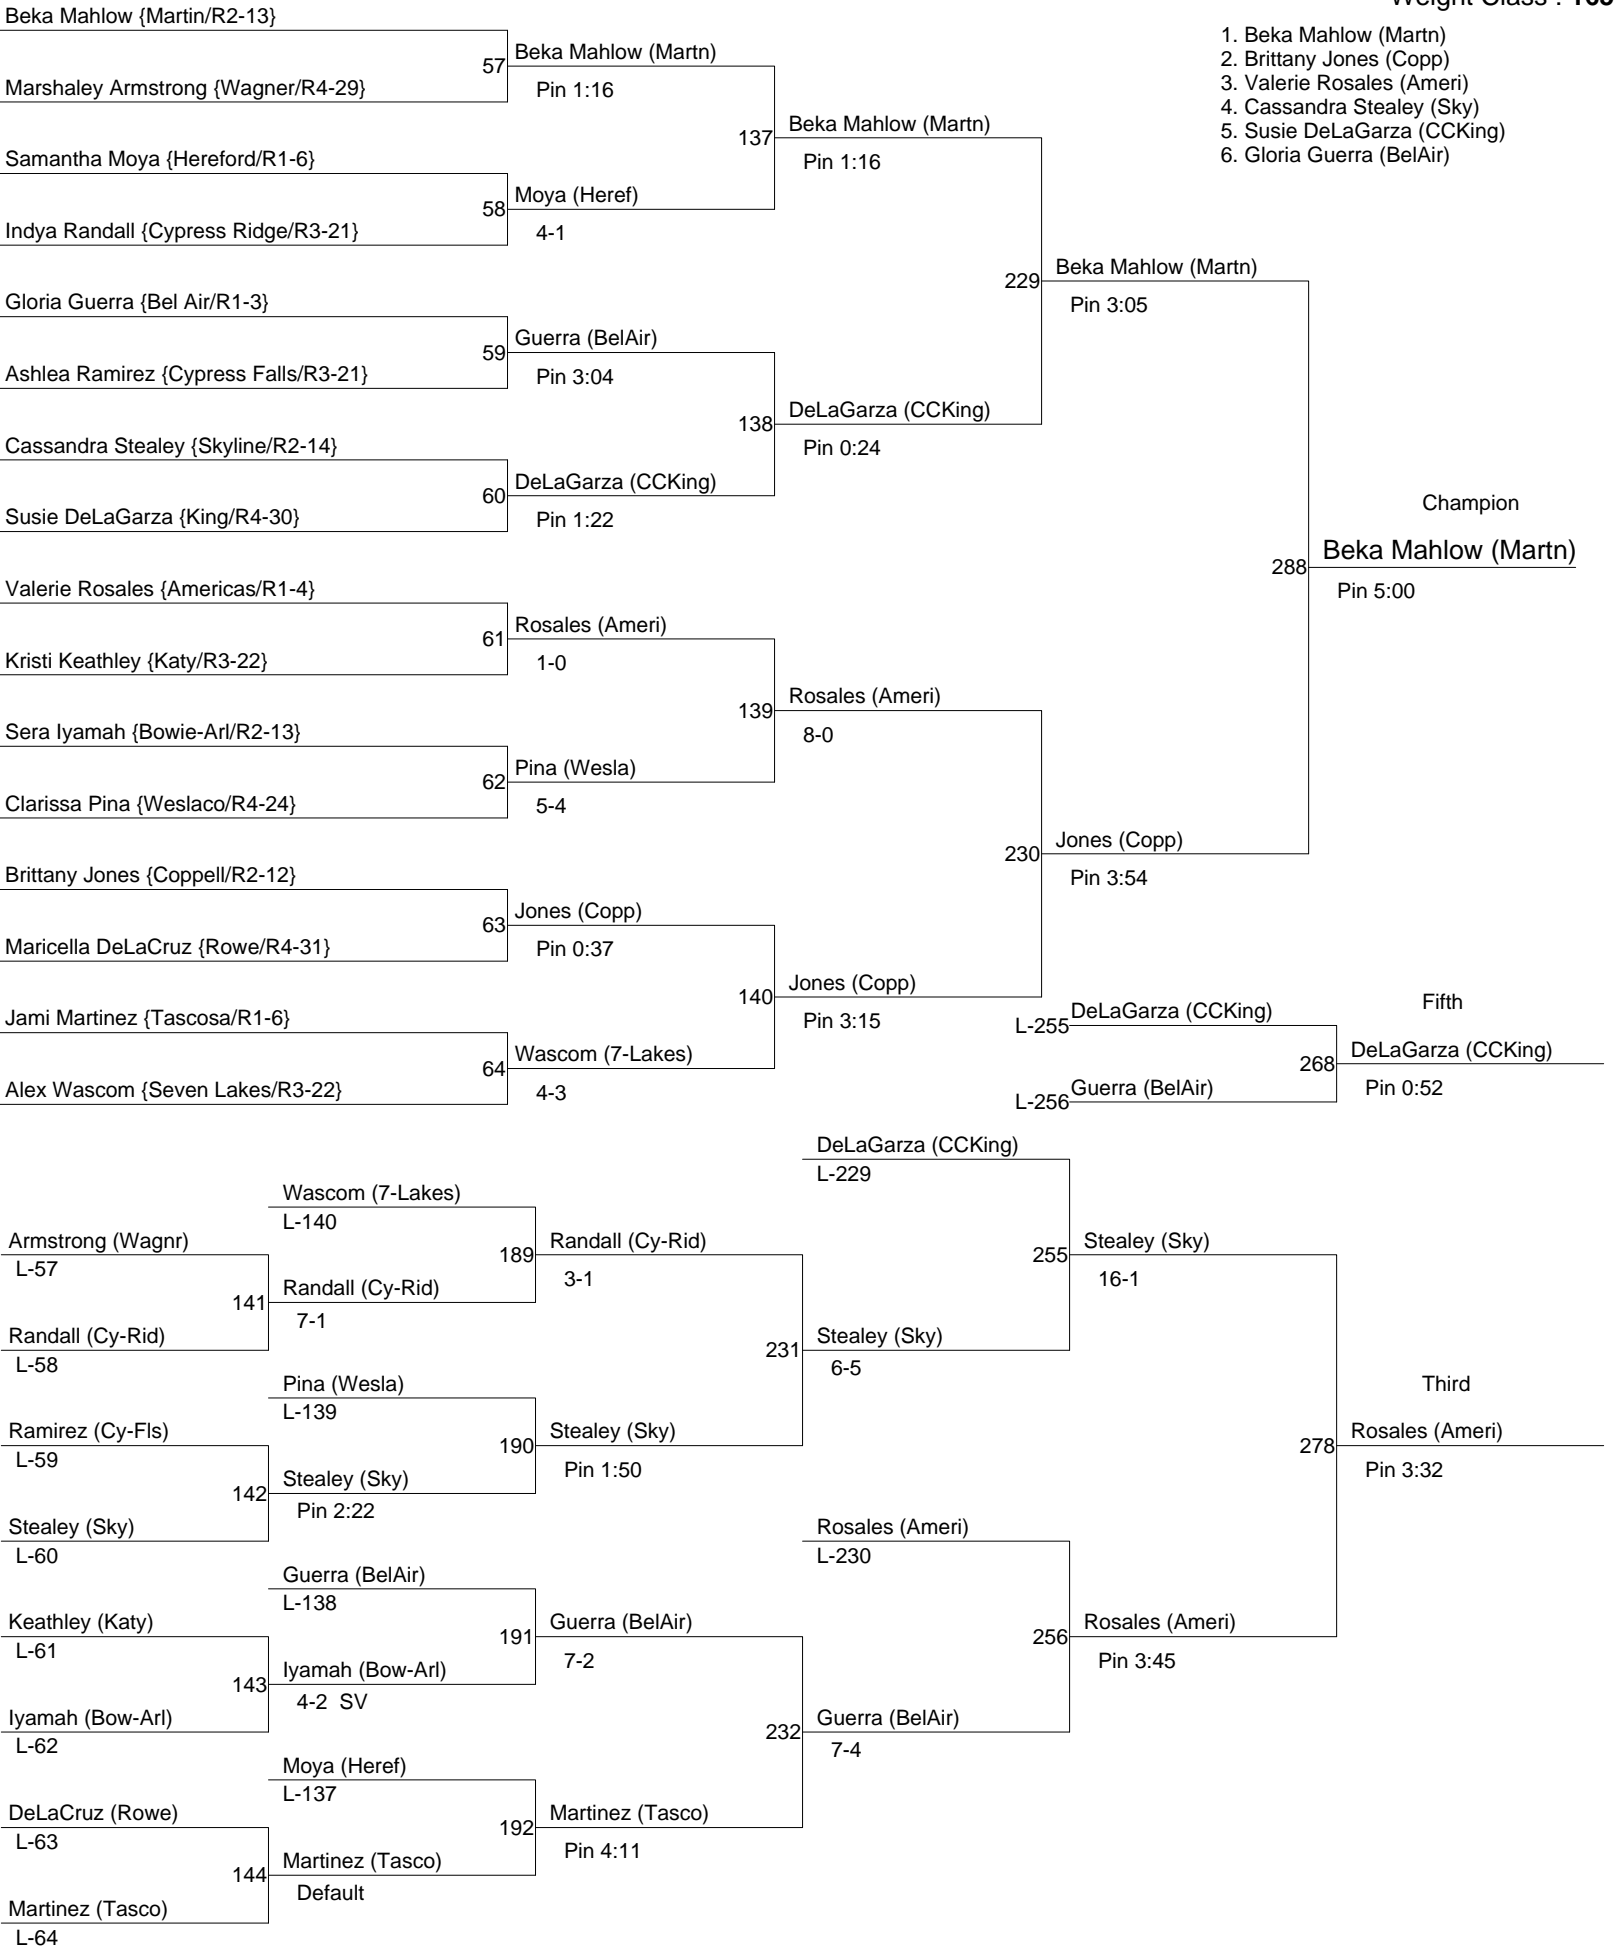 Weight Class :
1. Beka Mahlow (Martn)
2. Brittany Jones (Copp)
3. Valerie Rosales (Ameri)
4. Cassandra Stealey (Sky)
5. Susie DeLaGarza (CCKing)
6. Gloria Guerra (BelAir)
Beka Mahlow {Martin/R2-13}
57 Beka Mahlow (Martn)
Marshaley Armstrong {Wagner/R4-29}
Pin 1:16
137 Beka Mahlow (Martn)
Pin 1:16
Samantha Moya {Hereford/R1-6}
58 Moya (Heref)
Indya Randall {Cypress Ridge/R3-21}
4-1
229 Beka Mahlow (Martn)
Pin 3:05
Gloria Guerra {Bel Air/R1-3}
59 Guerra (BelAir)
Ashlea Ramirez {Cypress Falls/R3-21}
Pin 3:04
138 DeLaGarza (CCKing)
Pin 0:24
Cassandra Stealey {Skyline/R2-14}
60 DeLaGarza (CCKing)
Susie DeLaGarza {King/R4-30}
Pin 1:22
Champion
288 Beka Mahlow (Martn)
Pin 5:00
Valerie Rosales {Americas/R1-4}
61 Rosales (Ameri)
Kristi Keathley {Katy/R3-22}
1-0
139 Rosales (Ameri)
8-0
Sera Iyamah {Bowie-Arl/R2-13}
62 Pina (Wesla)
Clarissa Pina {Weslaco/R4-24}
5-4
230 Jones (Copp)
Pin 3:54
Brittany Jones {Coppell/R2-12}
63 Jones (Copp)
Maricella DeLaCruz {Rowe/R4-31}
Pin 0:37
140 Jones (Copp)
Pin 3:15
Jami Martinez {Tascosa/R1-6}
64 Wascom (7-Lakes)
Alex Wascom {Seven Lakes/R3-22}
4-3
Fifth
L-255 DeLaGarza (CCKing)
268 DeLaGarza (CCKing)
L-256 Guerra (BelAir)
Pin 0:52
DeLaGarza (CCKing)
L-229
Wascom (7-Lakes)
L-140
Armstrong (Wagnr)
L-57
189 Randall (Cy-Rid)
3-1
255 Stealey (Sky)
16-1
141 Randall (Cy-Rid)
7-1
Randall (Cy-Rid)
L-58
231 Stealey (Sky)
6-5
Pina (Wesla)
L-139
Third
Ramirez (Cy-Fls)
L-59
190 Stealey (Sky)
Pin 1:50
278 Rosales (Ameri)
Pin 3:32
142 Stealey (Sky)
Pin 2:22
Stealey (Sky)
L-60
Rosales (Ameri)
L-230
Guerra (BelAir)
L-138
Keathley (Katy)
L-61
191 Guerra (BelAir)
7-2
256 Rosales (Ameri)
Pin 3:45
143 Iyamah (Bow-Arl)
4-2 SV
Iyamah (Bow-Arl)
L-62
232 Guerra (BelAir)
7-4
Moya (Heref)
L-137
DeLaCruz (Rowe)
L-63
192 Martinez (Tasco)
Pin 4:11
144 Martinez (Tasco)
Default
Martinez (Tasco)
L-64